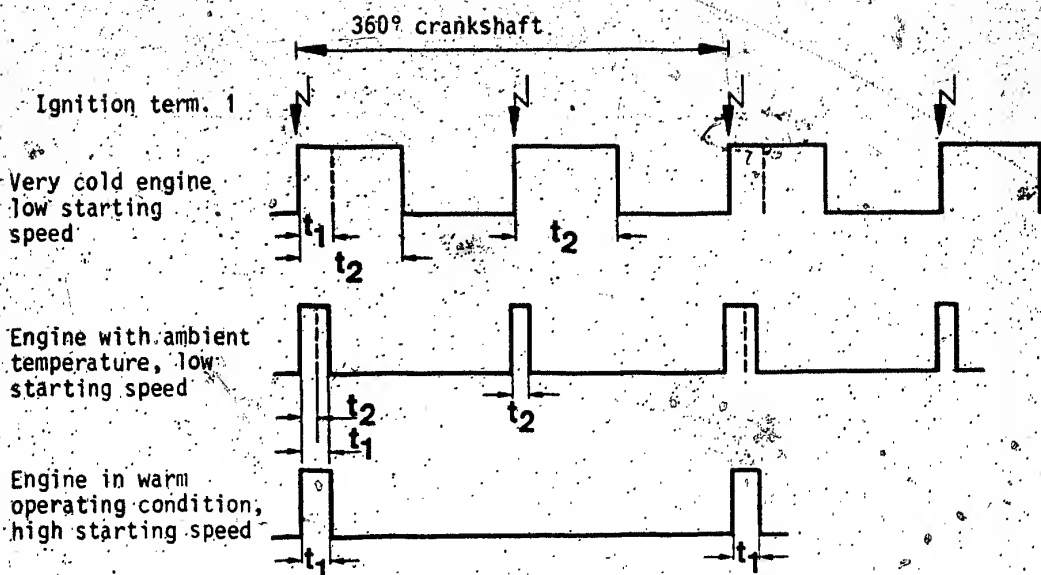 360° crankshaft
Ignition term. 1
Very cold engine
low starting
speed
t1
t2
t2
Engine with ambient
temperature, low
starting speed
t2
t1
t2
Engine in warm
operating condition,
high starting speed
t1
t1